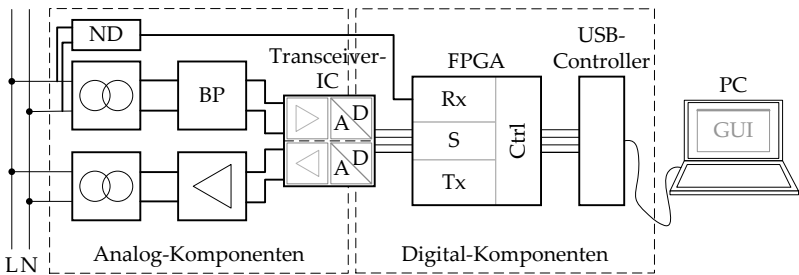 ND
Transceiver-
IC
FPGA
USB-
Controller
PC
BP
Rx
S
Tx
Ctrl
A
D
A
D
GUI
L N
Analog-Komponenten
Digital-Komponenten